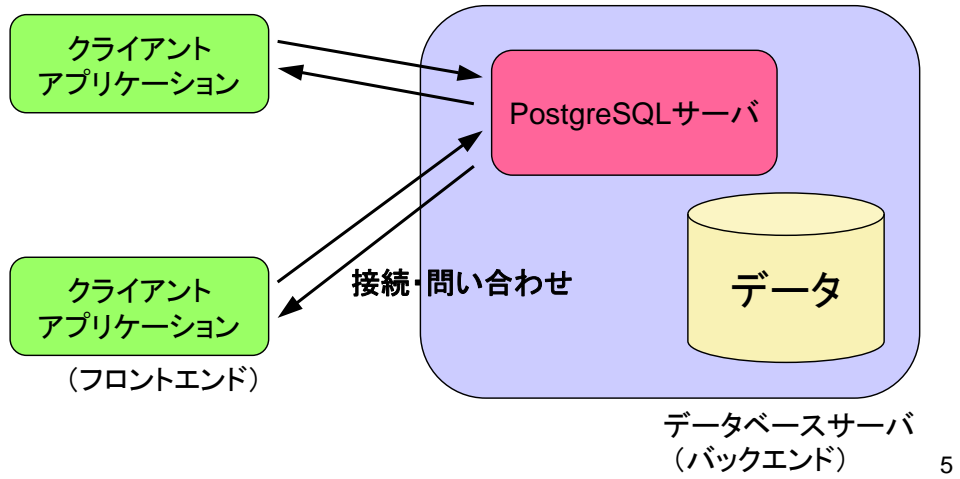 クライアント
アプリケーション
PostgreSQLサーバ
クライアント
アプリケーション
(フロントエンド)
接続・問い合わせ
データ
データベースサーバ
(バックエンド)
5